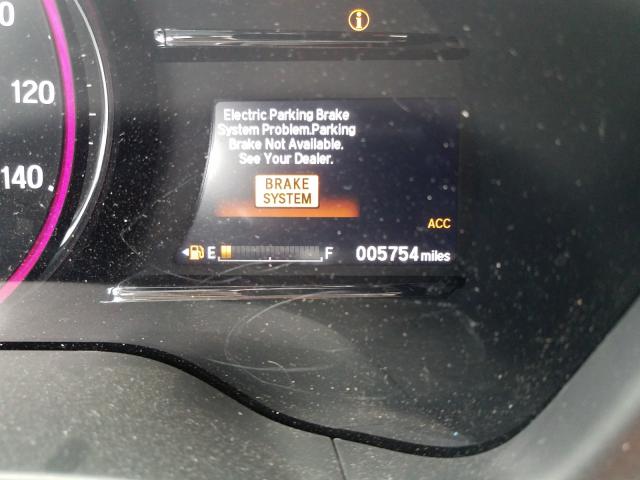 120
140
Electric Parking Brake
System Problem.Parking
Brake Not Available.
See Your Dealer.
BRAKE
SYSTEM
ACC
E F 005754 miles